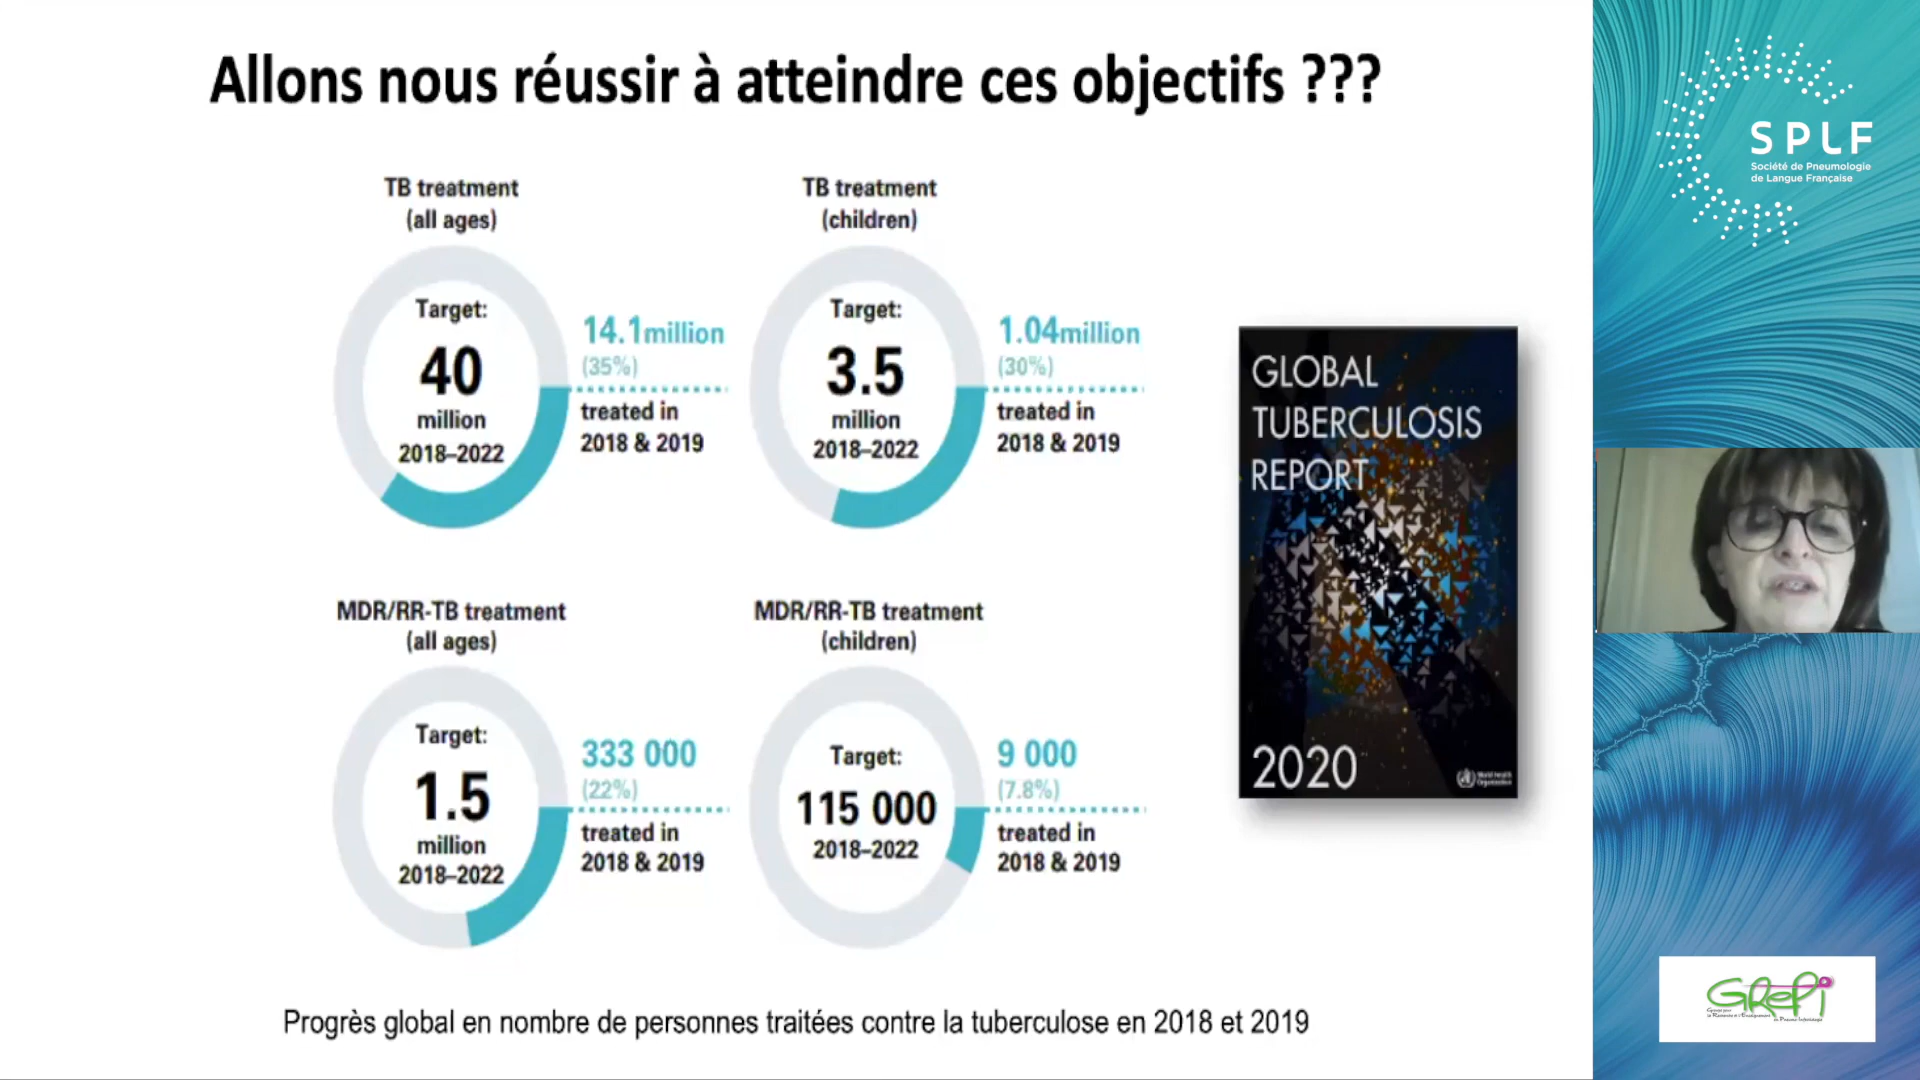 Allons nous réussir à atteindre ces objectifs ???
TB treatment
(all ages)
Target:
40
million
2018–2022
14.1million
(35%)
treated in
2018 & 2019
TB treatment
(children)
Target:
3.5
million
2018–2022
1.04million
(30%)
treated in
2018 & 2019
MDR/RR-TB treatment
(all ages)
Target:
1.5
million
2018–2022
333 000
(22%)
treated in
2018 & 2019
MDR/RR-TB treatment
(children)
Target:
115 000
2018–2022
9 000
(7.8%)
treated in
2018 & 2019
GLOBAL
TUBERCULOSIS
REPORT
2020
World Health
Organization
Progrès global en nombre de personnes traitées contre la tuberculose en 2018 et 2019
SPLF
Société de Pneumologie
de Langue Française
GREPI